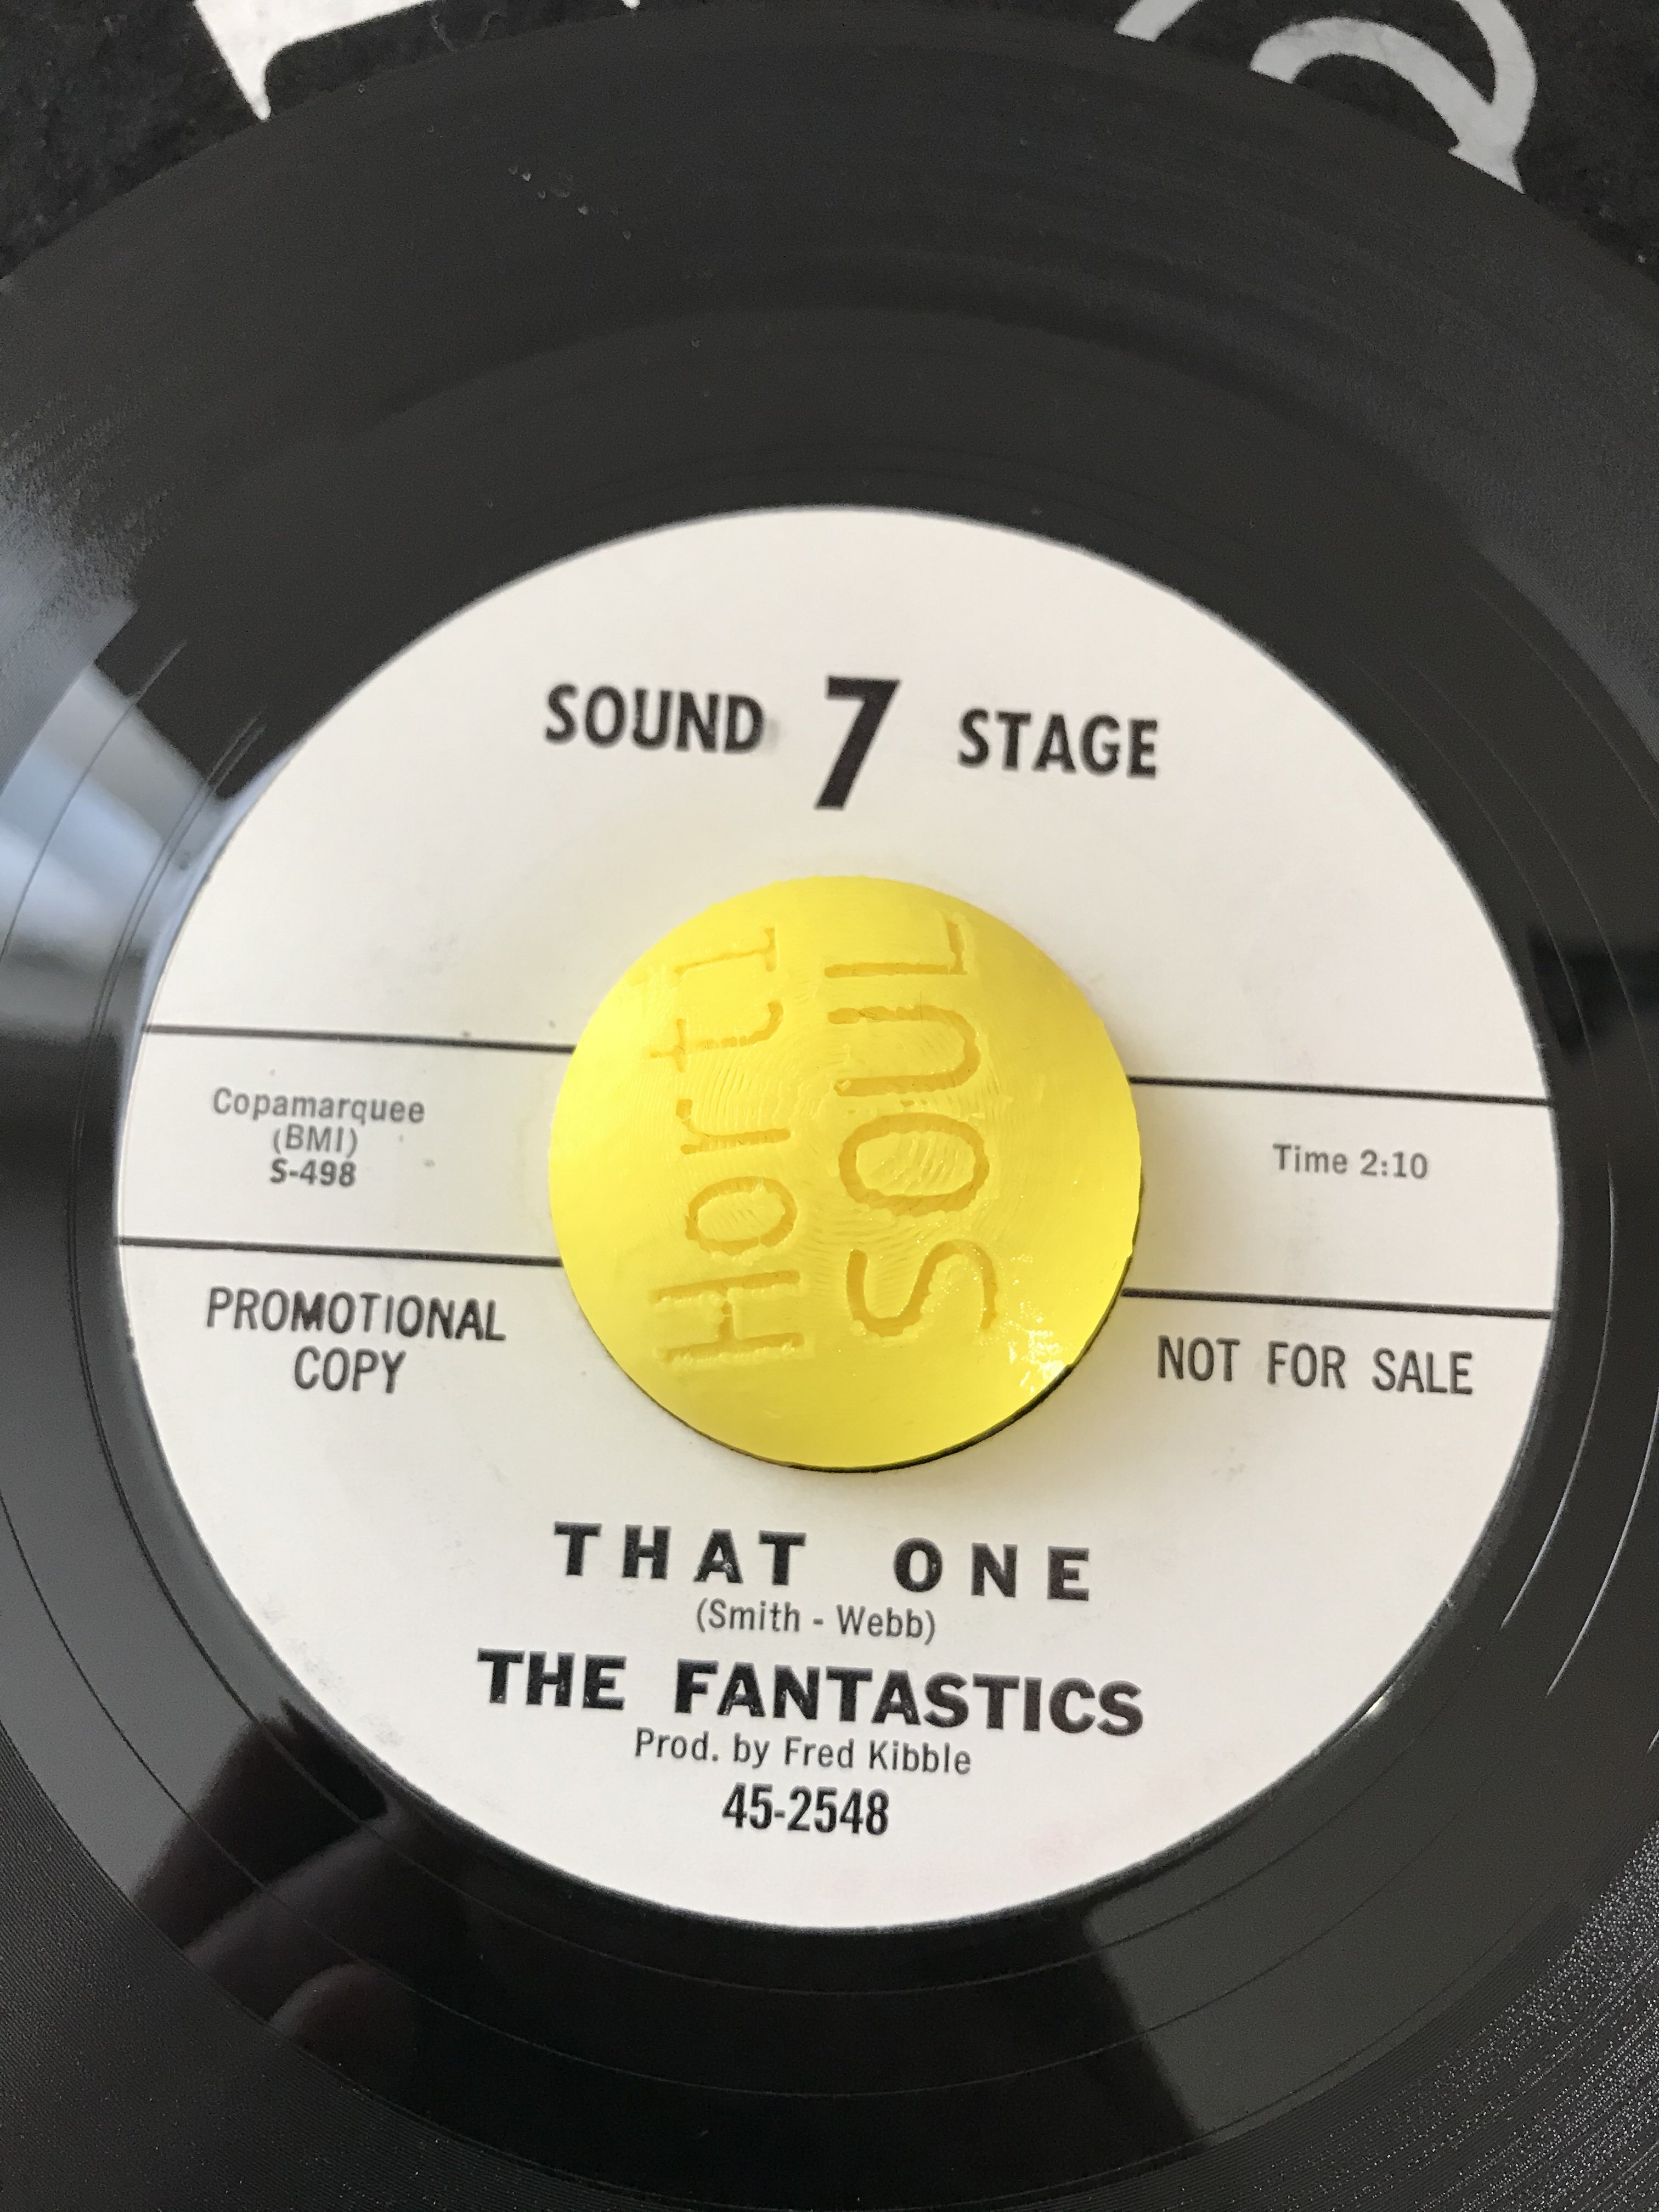 SOUND 7 STAGE
Horti
SOUL
Copamarquee
(BMI)
S-498
Time 2:10
PROMOTIONAL
COPY
NOT FOR SALE
THAT ONE
(Smith - Webb)
THE FANTASTICS
Prod. by Fred Kibble
45-2548